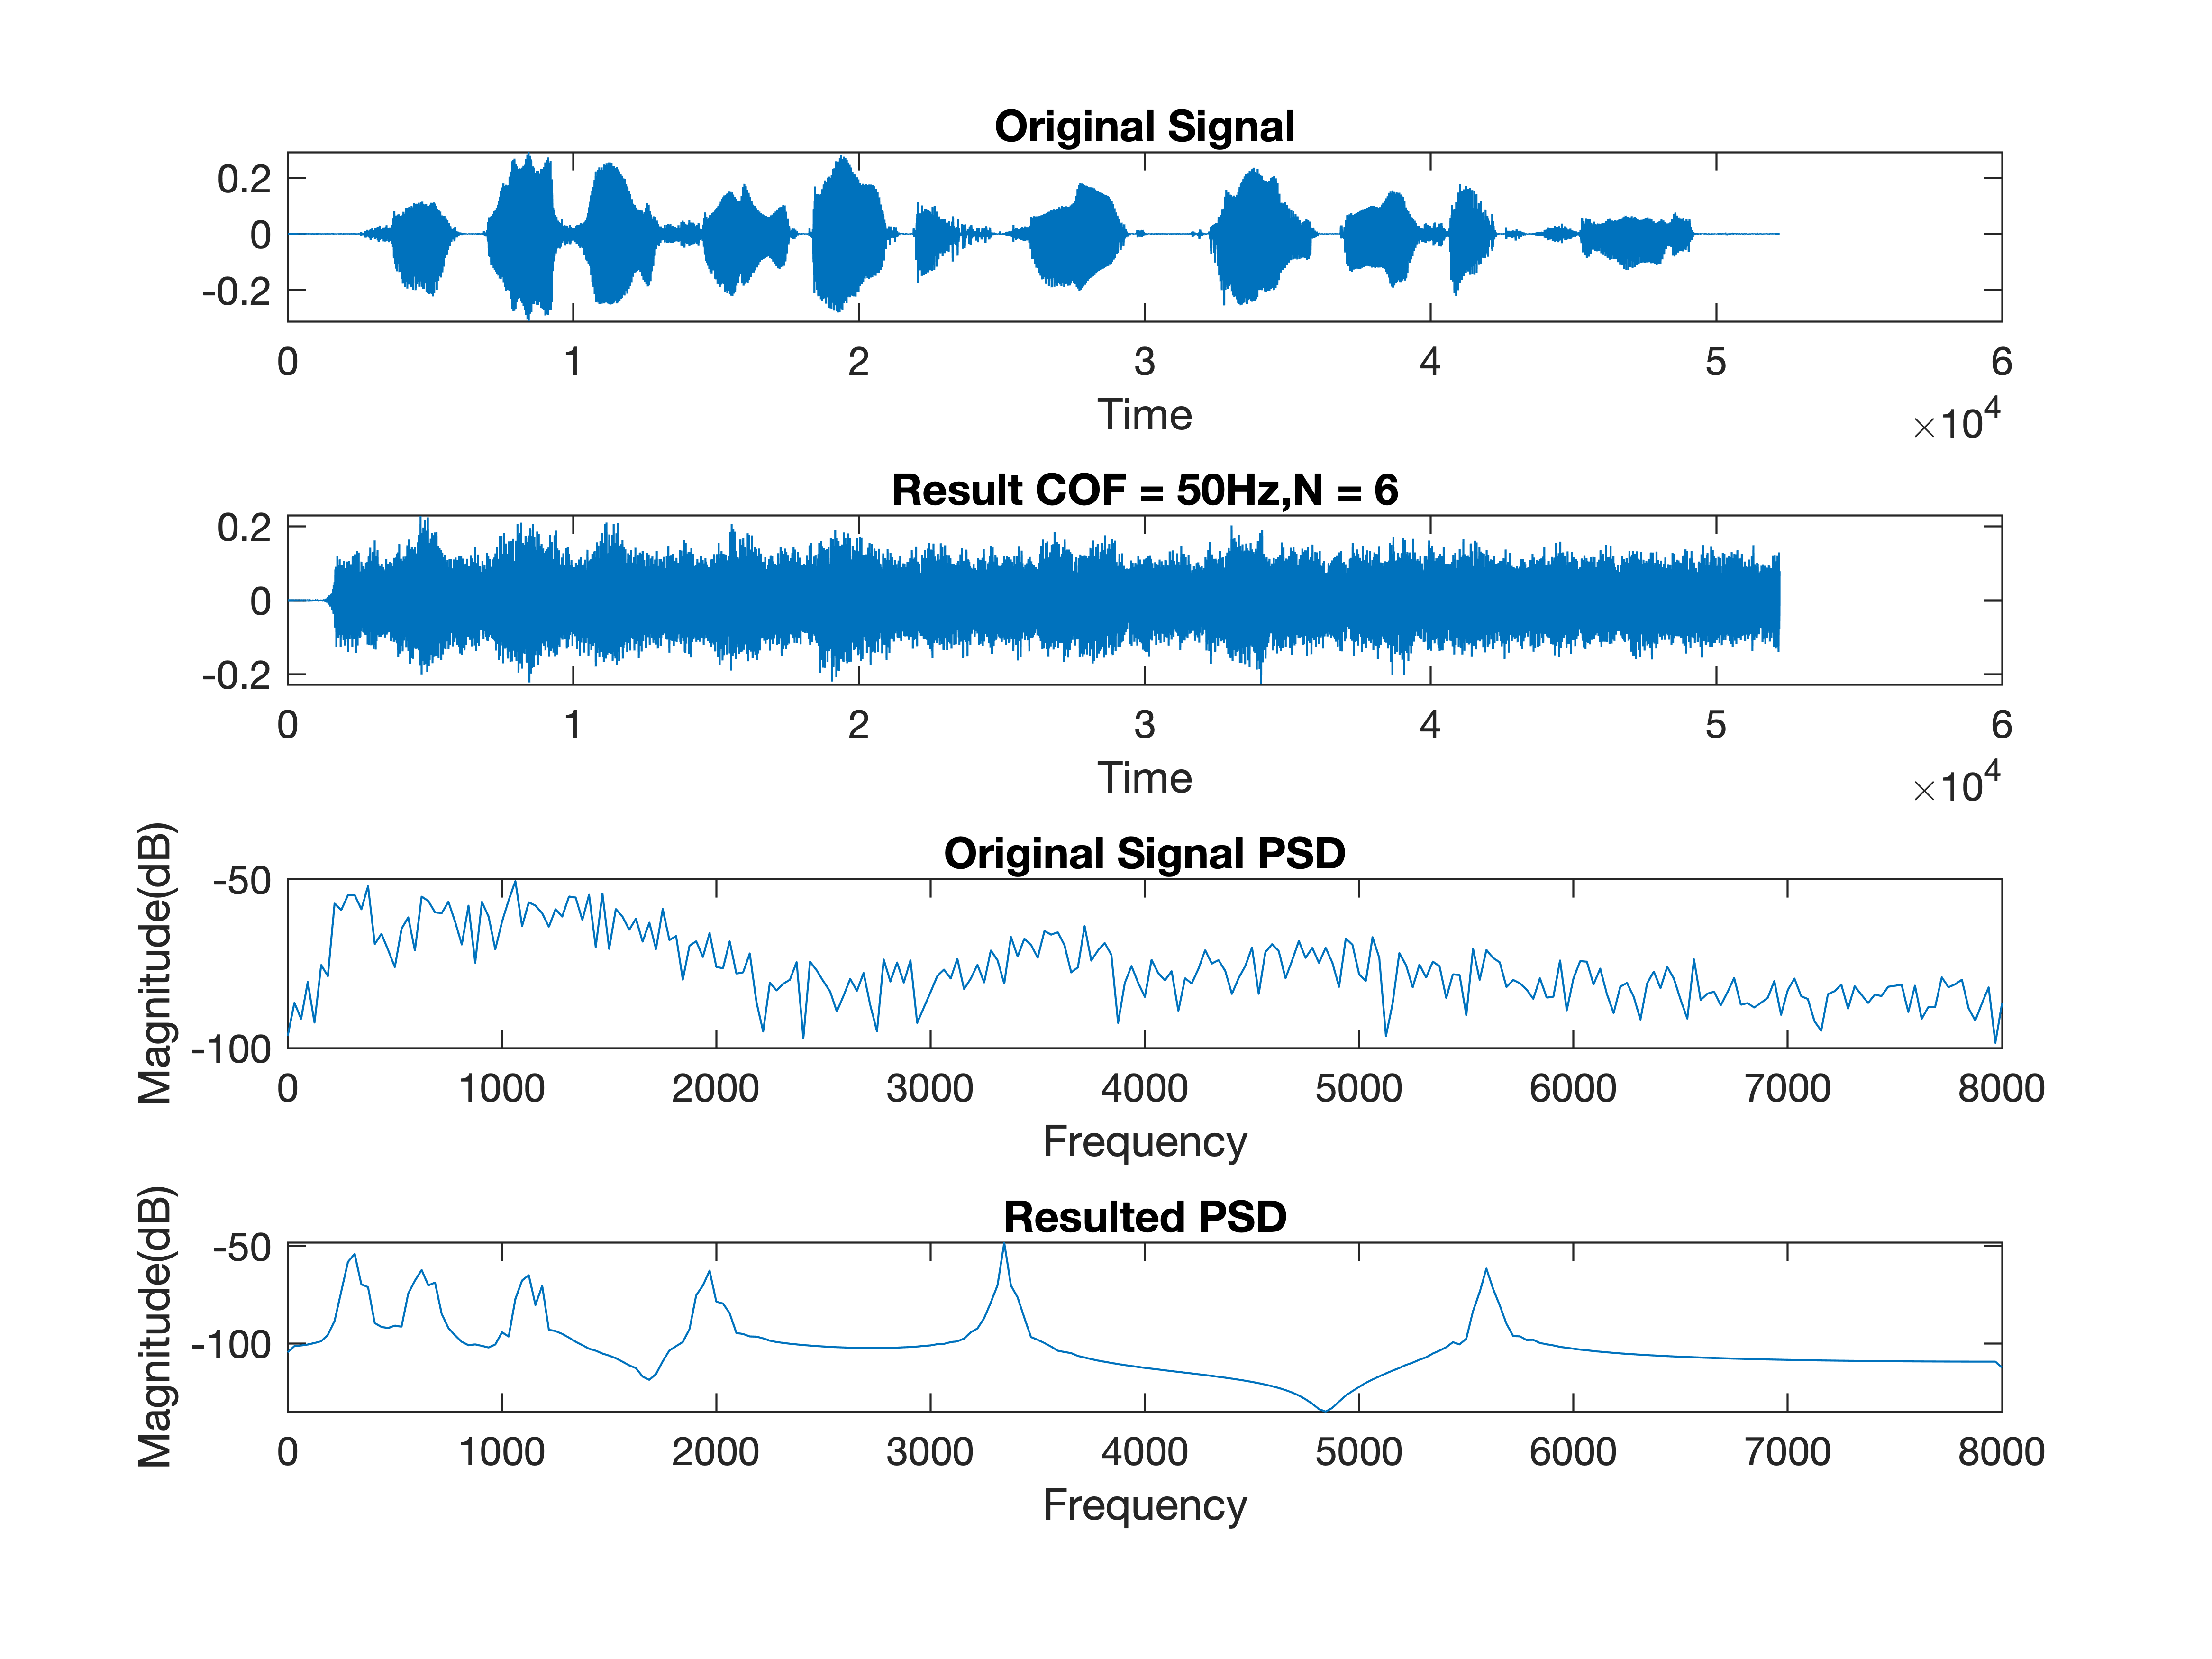 Original Signal
0.2
0
-0.2
0 1 2 3 4 5 6
Time
×10^4
Result COF = 50Hz,N = 6
0.2
0
-0.2
0 1 2 3 4 5 6
Time
×10^4
Original Signal PSD
Magnitude(dB)
-50
-100
0 1000 2000 3000 4000 5000 6000 7000 8000
Frequency
Resulted PSD
Magnitude(dB)
-50
-100
0 1000 2000 3000 4000 5000 6000 7000 8000
Frequency